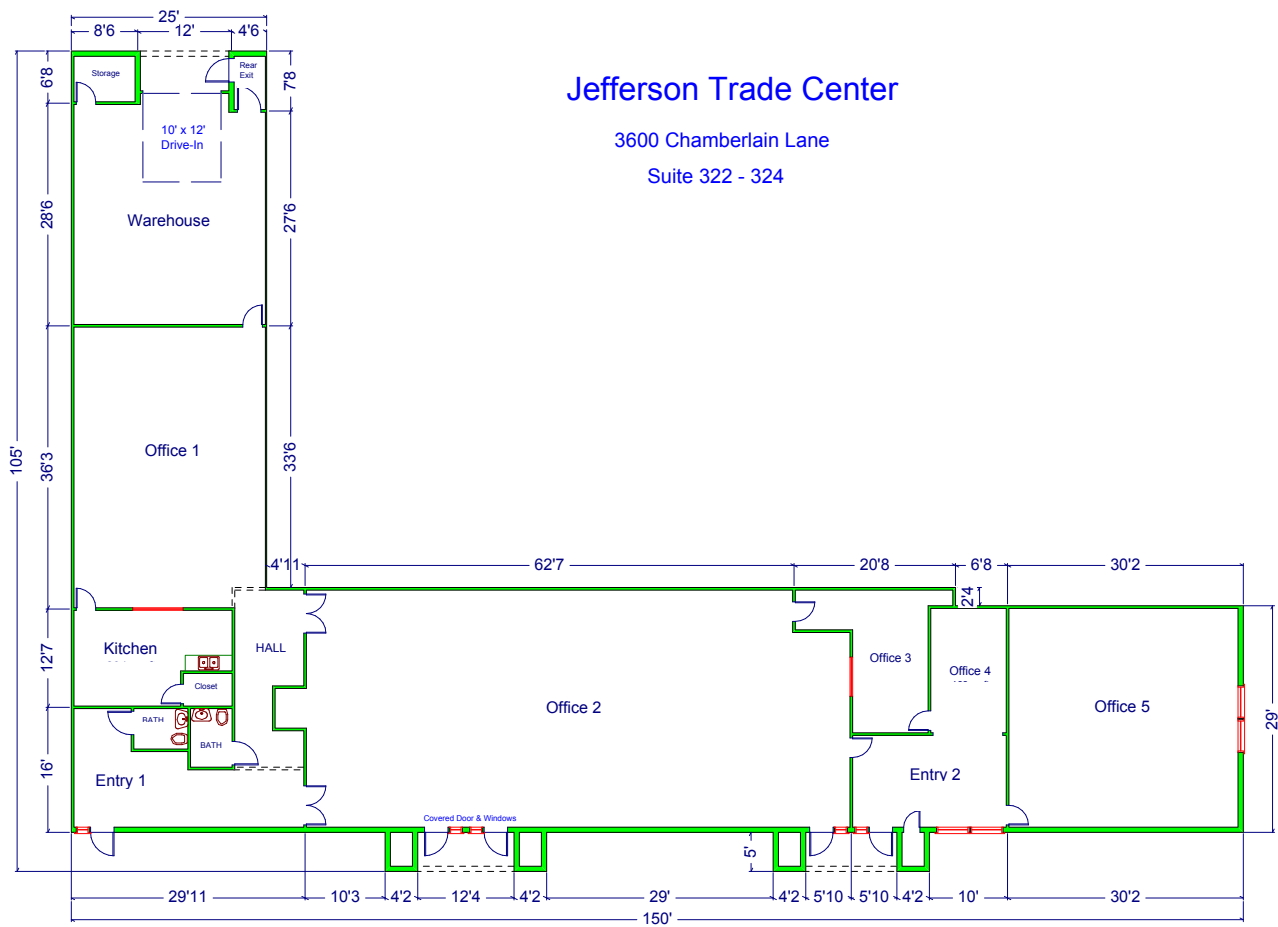 25'
8'6
12'
4'6
6'8
Storage
Rear
Exit
7'8
Jefferson Trade Center
3600 Chamberlain Lane
Suite 322 - 324
10' x 12'
Drive-In
28'6
Warehouse
27'6
105'
36'3
Office 1
33'6
4'11
62'7
20'8
6'8
30'2
2'4
12'7
Kitchen
HALL
Closet
Office 2
Office 3
Office 4
Office 5
29'
16'
BATH
BATH
Entry 1
Entry 2
Covered Door & Windows
5'
29'11
10'3
4'2
12'4
4'2
29'
4'2
5'10
5'10
4'2
10'
30'2
150'